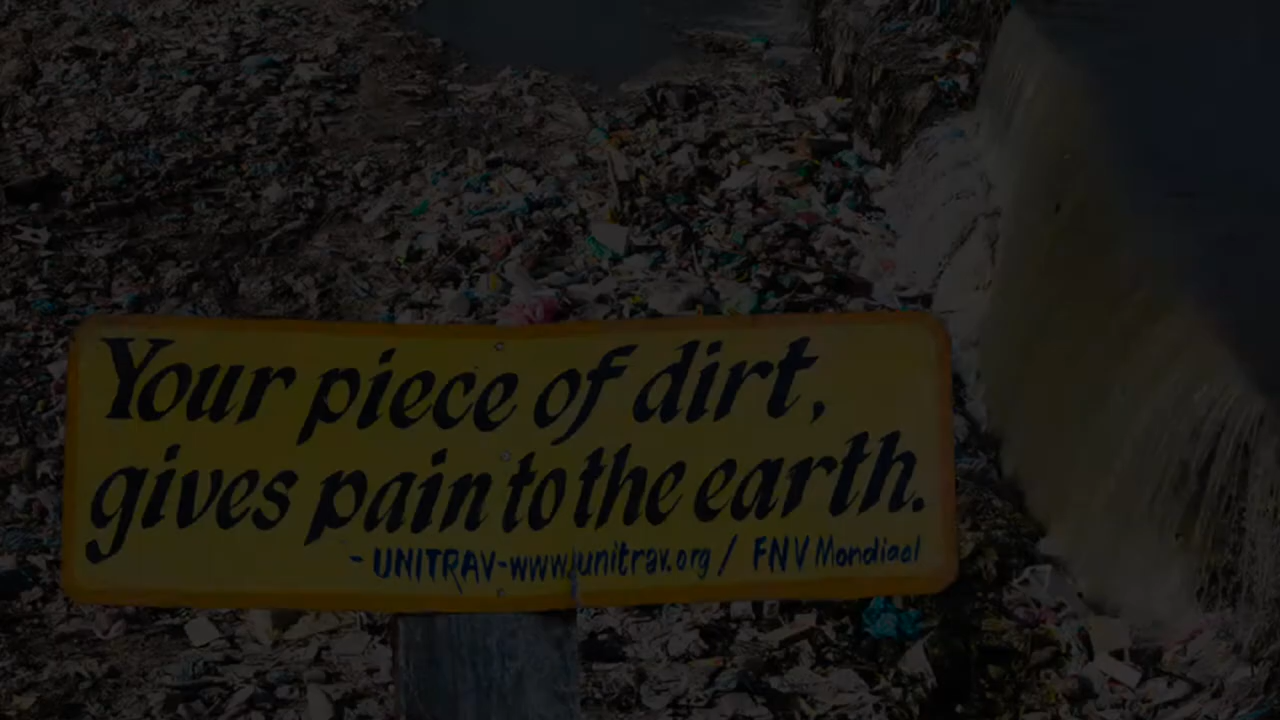 Your piece of dirt,
gives pain to the earth.
- UNITRAV-www.unitrav.org / FNV Mondiaal